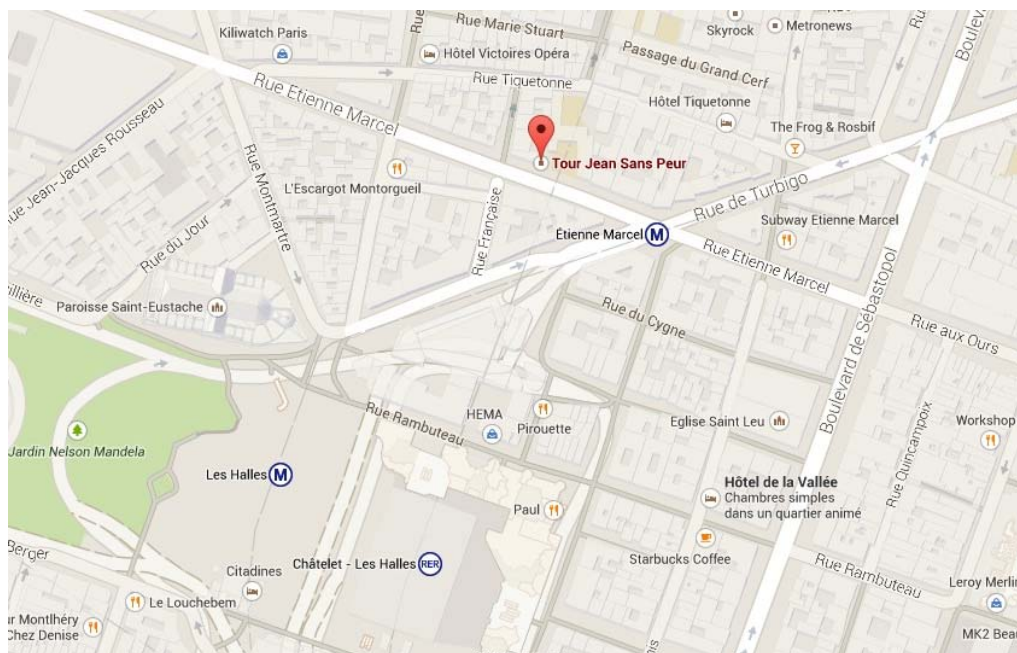 Rue Marie Stuart
Skyrock
Metronews
Boulevard
Kiliwatch Paris
Hôtel Victoires Opéra
Passage du Grand Cerf
Rue Tiquetonne
Rue Etienne Marcel
Hôtel Tiquetonne
The Frog & Rosbif
Jean-Jacques Rousseau
Rue Montmartre
Tour Jean Sans Peur
L'Escargot Montorgueil
Rue de Turbigo
Rue du Jour
Rue Française
Étienne Marcel
M
Subway Etienne Marcel
Rue Etienne Marcel
Paroisse Saint-Eustache
Rue du Cygne
Boulevard de Sébastopol
Rue aux Ours
Rue Rambuteau
HEMA
Pirouette
Eglise Saint Leu
Rue Quincampoix
Workshop
Jardin Nelson Mandela
Les Halles
M
Hôtel de la Vallée
Chambres simples
dans un quartier animé
Paul
Starbucks Coffee
Berger
Châtelet - Les Halles
RER
Citadines
Rue Rambuteau
Le Louchebem
Leroy Merlin
Montlhéry
Chez Denise
MK2 Beau